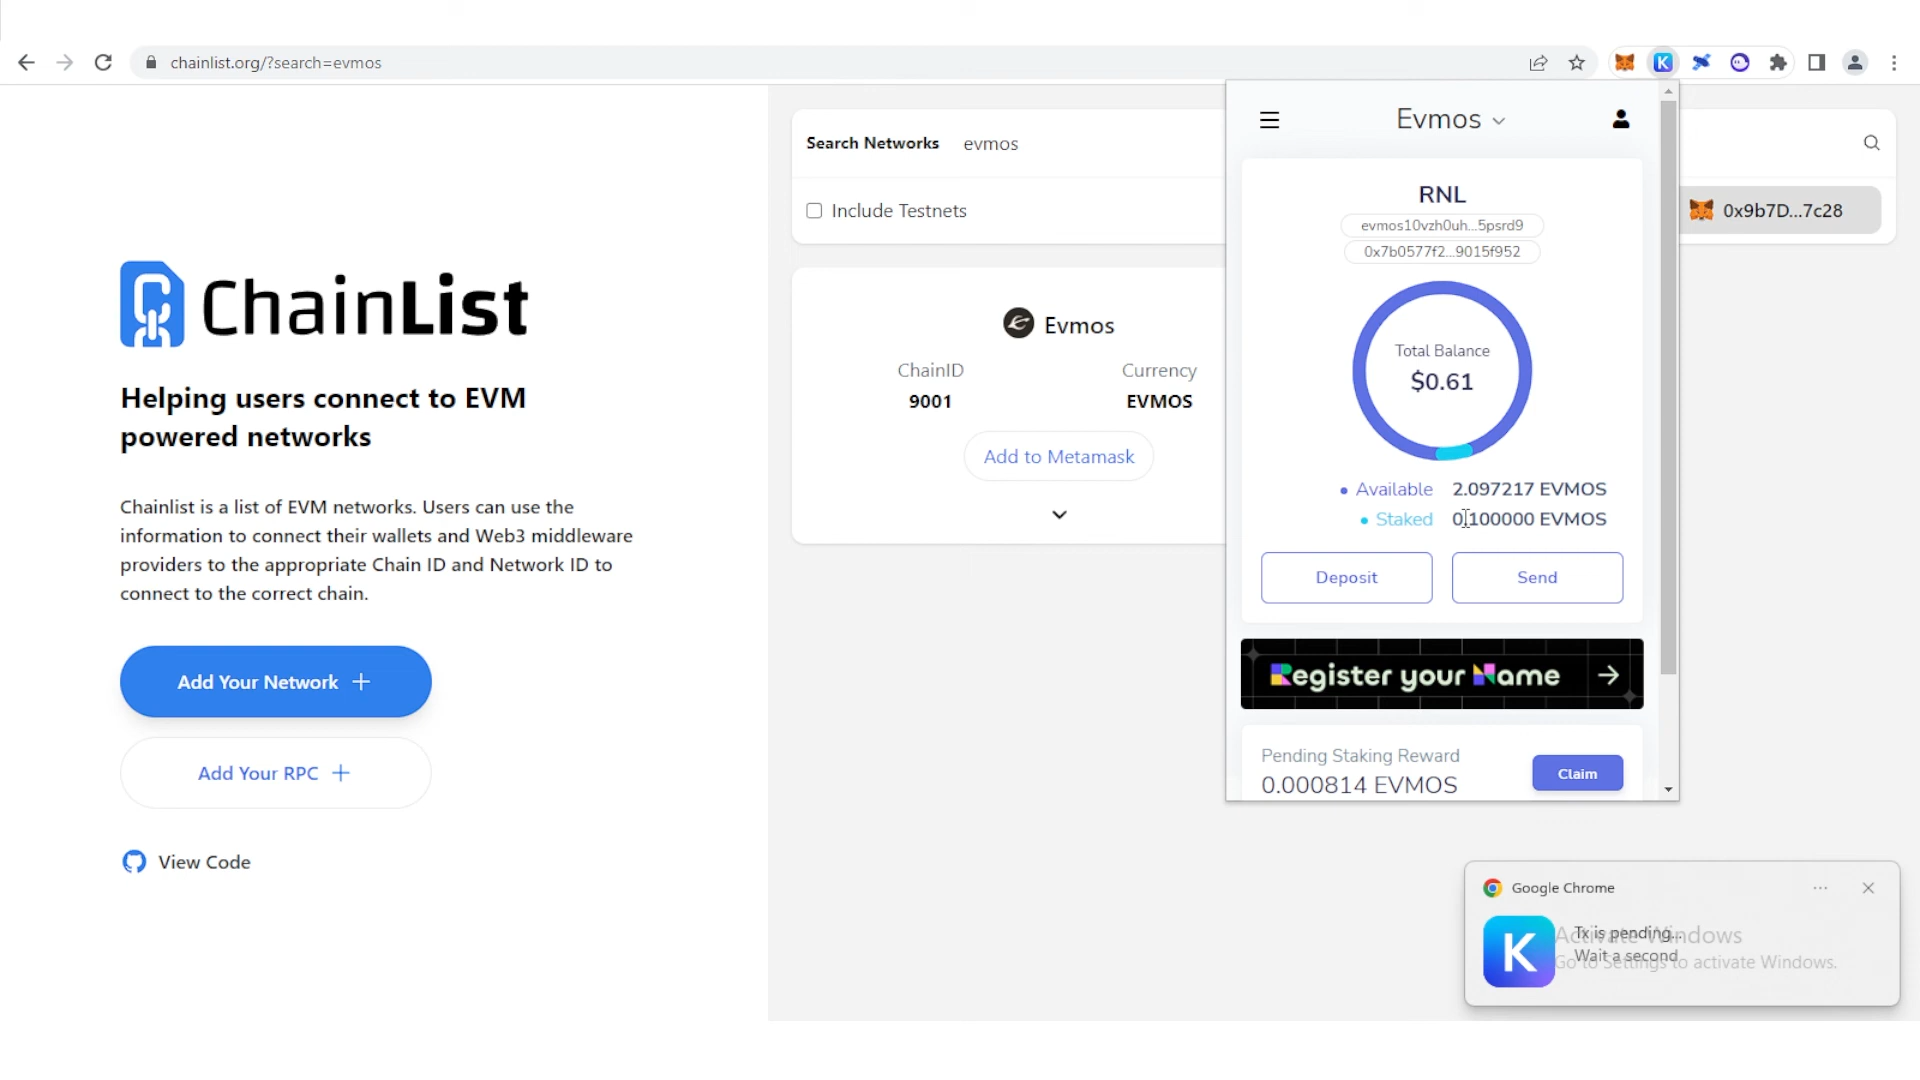 chainlist.org/?search=evmos
K
ChainList
Helping users connect to EVM
powered networks
Chainlist is a list of EVM networks. Users can use the
information to connect their wallets and Web3 middleware
providers to the appropriate Chain ID and Network ID to
connect to the correct chain.
Add Your Network
Add Your RPC
View Code
Search Networks evmos
Include Testnets
0x9b7D...7c28
Evmos
ChainID Currency
9001 EVMOS
Add to Metamask
Evmos
RNL
evmos10vzh0uh...5psrd9
0x7b0577f2...9015f952
Total Balance
$0.61
Available 2.097217 EVMOS
Staked 0.100000 EVMOS
Deposit Send
Register your Name
Pending Staking Reward
0.000814 EVMOS
Claim
Google Chrome
K
Tx is pending...
Wait a second
Activate Windows
Go to Settings to activate Windows.